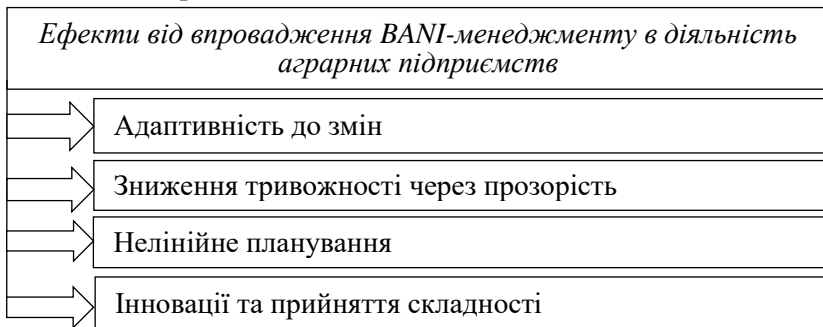 Ефекти від впровадження BANI-менеджменту в діяльність
аграрних підприємств
Адаптивність до змін
Зниження тривожності через прозорість
Нелінійне планування
Інновації та прийняття складності